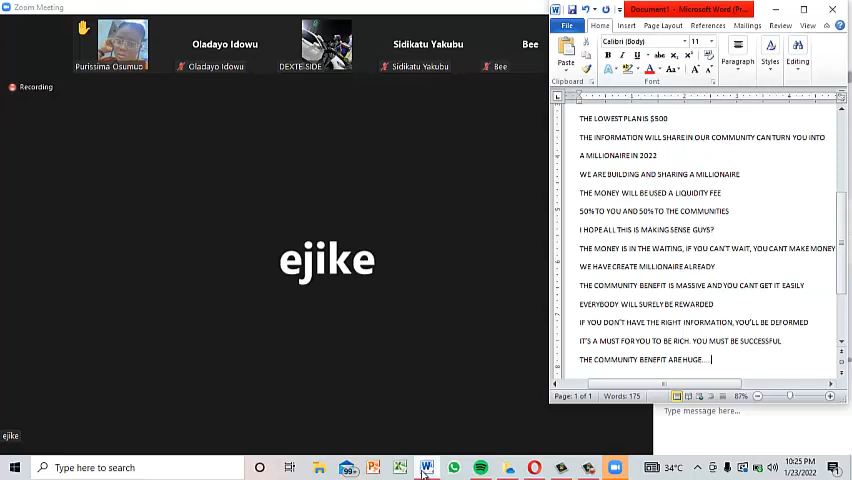 Zoom Meeting
Purissima Osumuo
Oladayo Idowu
Oladayo Idowu
DEXTE SIDE
Sidikatu Yakubu
Sidikatu Yakubu
Bee
Bee
Recording
ejike
ejike
Document1 - Microsoft Word (Pr...
File Home Insert Page Layout References Mailings Review View
Calibri (Body) 11
Paste
Clipboard Font
Paragraph Styles Editing
THE LOWEST PLAN IS $500
THE INFORMATION WILL SHARE IN OUR COMMUNITY CAN TURN YOU INTO
A MILLIONAIRE IN 2022
WE ARE BUILDING AND SHARING A MILLIONAIRE
THE MONEY WILL BE USED A LIQUIDITY FEE
50% TO YOU AND 50% TO THE COMMUNITIES
I HOPE ALL THIS IS MAKING SENSE GUYS?
THE MONEY IS IN THE WAITING, IF YOU CAN'T WAIT, YOU CANT MAKE MONEY
WE HAVE CREATE MILLIONAIRE ALREADY
THE COMMUNITY BENEFIT IS MASSIVE AND YOU CANT GET IT EASILY
EVERYBODY WILL SURELY BE REWARDED
IF YOU DON'T HAVE THE RIGHT INFORMATION, YOU'LL BE DEFORMED
IT'S A MUST FOR YOU TO BE RICH. YOU MUST BE SUCCESSFUL
THE COMMUNITY BENEFIT ARE HUGE....
Page: 1 of 1 Words: 175 87%
Type message here...
Type here to search
99+
34°C
10:25 PM
1/23/2022